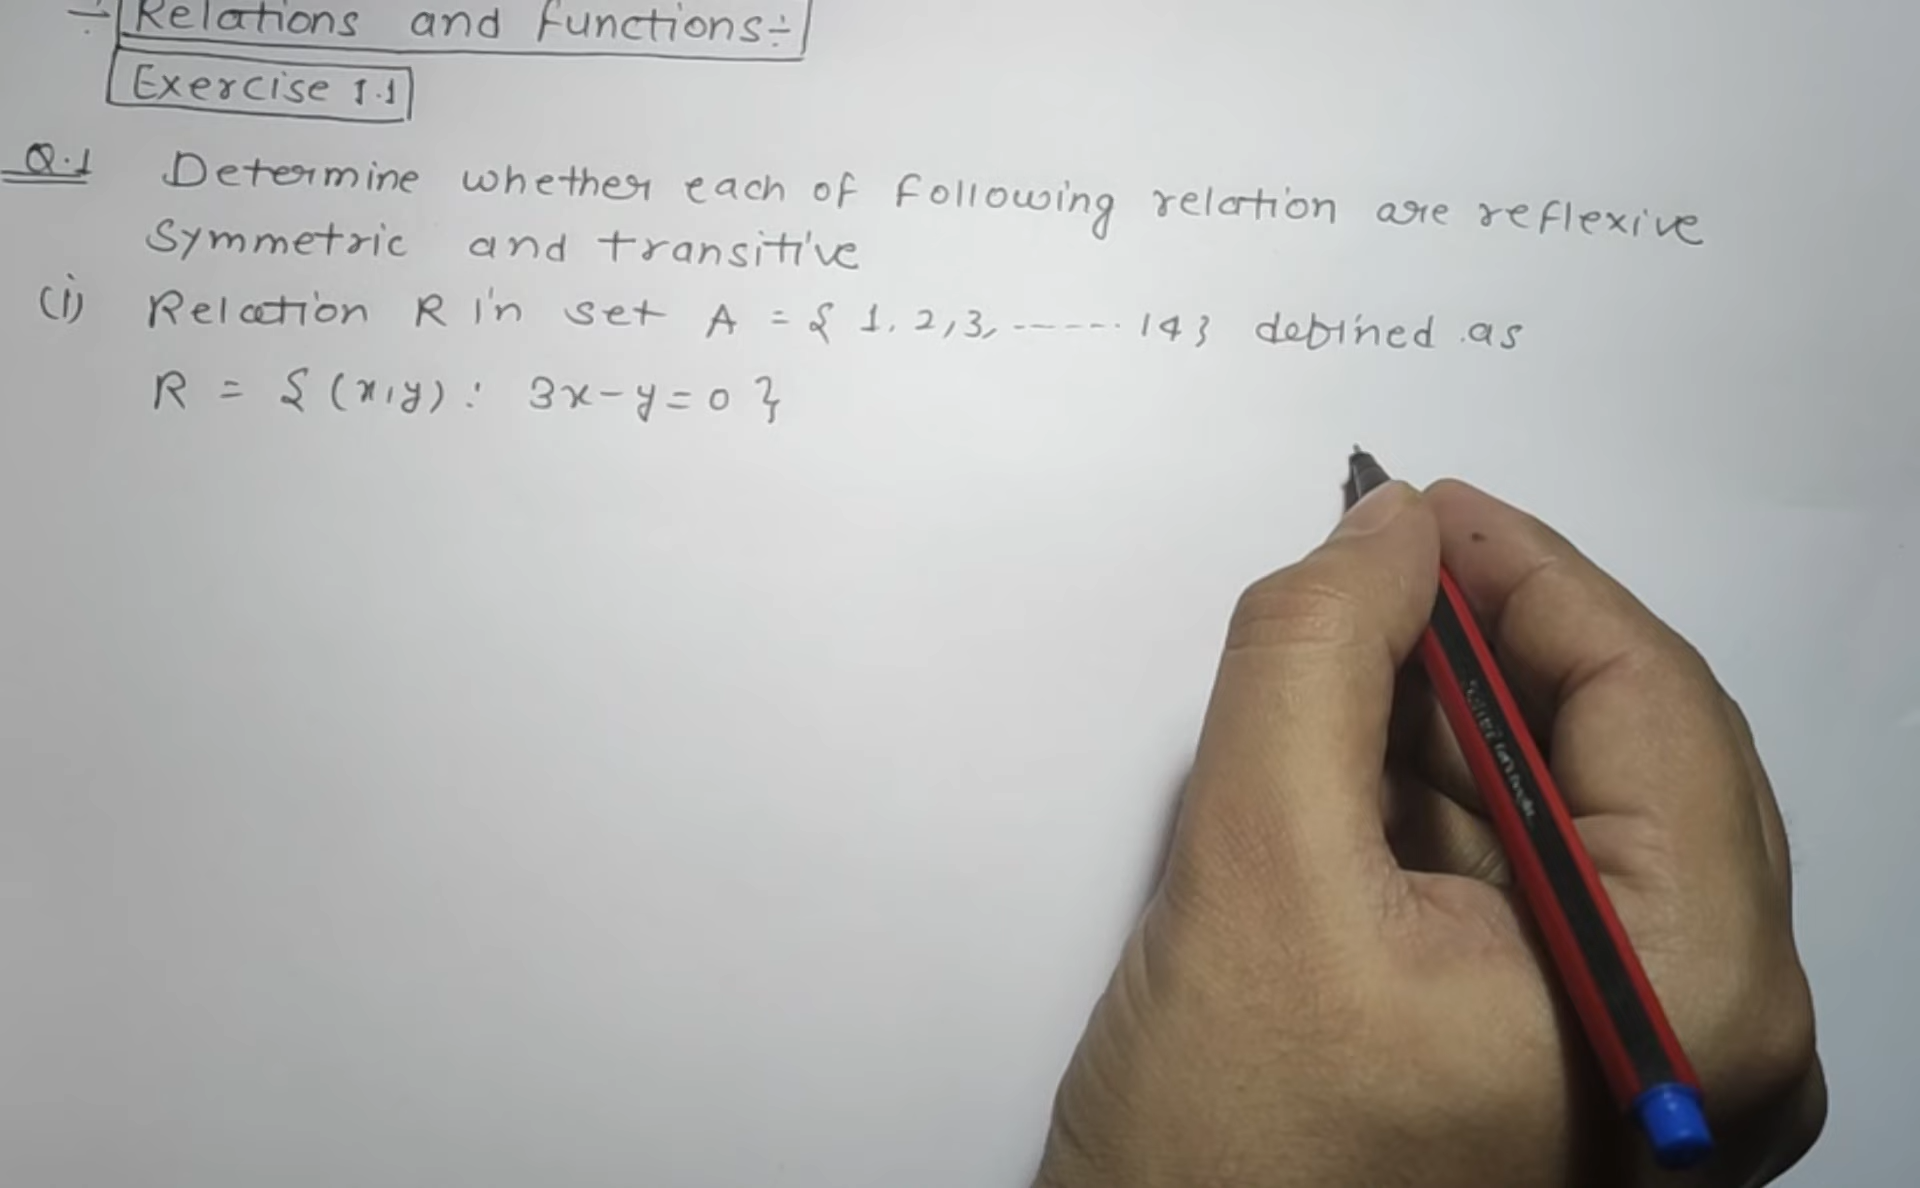 ÷ Relations and functions ÷
Exercise 1.1
Q.1 Determine whether each of following relation are reflexive
Symmetric and transitive
(i) Relation R in set A = { 1, 2, 3, ------ 14 } defined as
R = { (x, y) : 3x - y = 0 }